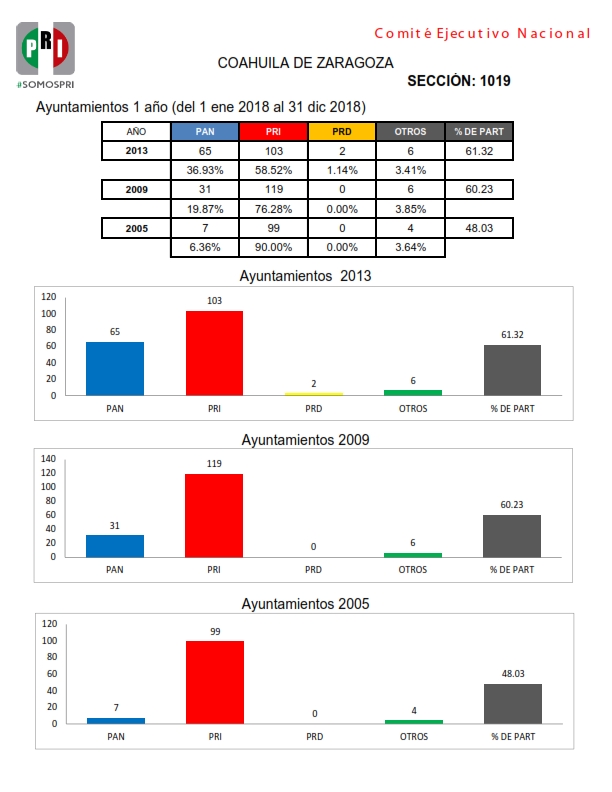 Comité Ejecutivo Nacional
PRI
#SOMOSPRI
COAHUILA DE ZARAGOZA
SECCIÓN: 1019
Ayuntamientos 1 año (del 1 ene 2018 al 31 dic 2018)
AÑO PAN PRI PRD OTROS % DE PART
2013 65 103 2 6 61.32
36.93% 58.52% 1.14% 3.41%
2009 31 119 0 6 60.23
19.87% 76.28% 0.00% 3.85%
2005 7 99 0 4 48.03
6.36% 90.00% 0.00% 3.64%
Ayuntamientos 2013
120
100
80
60
40
20
0
65 103 2 6 61.32
PAN PRI PRD OTROS % DE PART
Ayuntamientos 2009
140
120
100
80
60
40
20
0
31 119 0 6 60.23
PAN PRI PRD OTROS % DE PART
Ayuntamientos 2005
120
100
80
60
40
20
0
7 99 0 4 48.03
PAN PRI PRD OTROS % DE PART